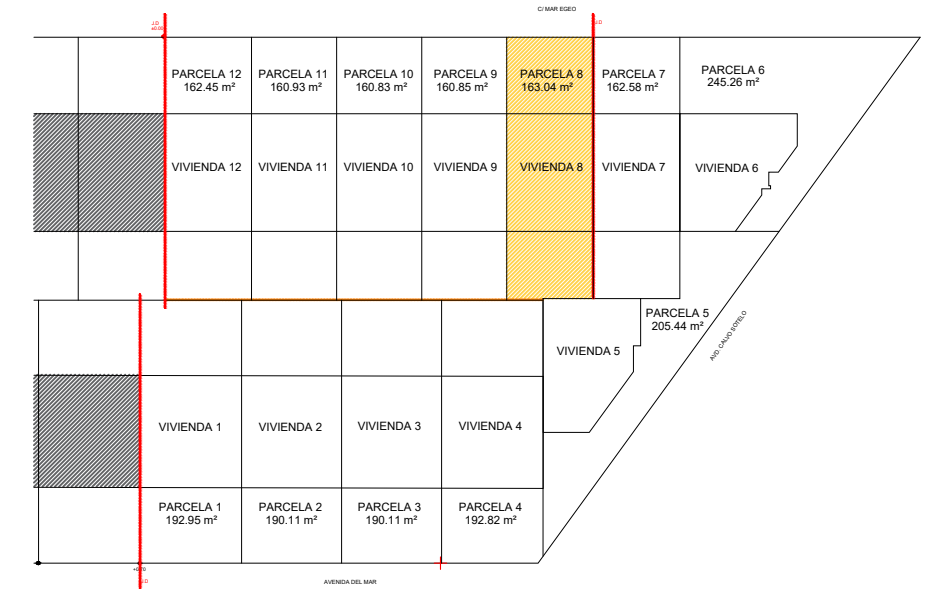 C/ MAR EGEO
J.D
±0.00
J.D
PARCELA 12
162.45 m²
PARCELA 11
160.93 m²
PARCELA 10
160.83 m²
PARCELA 9
160.85 m²
PARCELA 8
163.04 m²
PARCELA 7
162.58 m²
PARCELA 6
245.26 m²
VIVIENDA 12
VIVIENDA 11
VIVIENDA 10
VIVIENDA 9
VIVIENDA 8
VIVIENDA 7
VIVIENDA 6
PARCELA 5
205.44 m²
AVD. CALVO SOTELO
VIVIENDA 5
VIVIENDA 1
VIVIENDA 2
VIVIENDA 3
VIVIENDA 4
PARCELA 1
192.95 m²
PARCELA 2
190.11 m²
PARCELA 3
190.11 m²
PARCELA 4
192.82 m²
J.D
AVENIDA DEL MAR